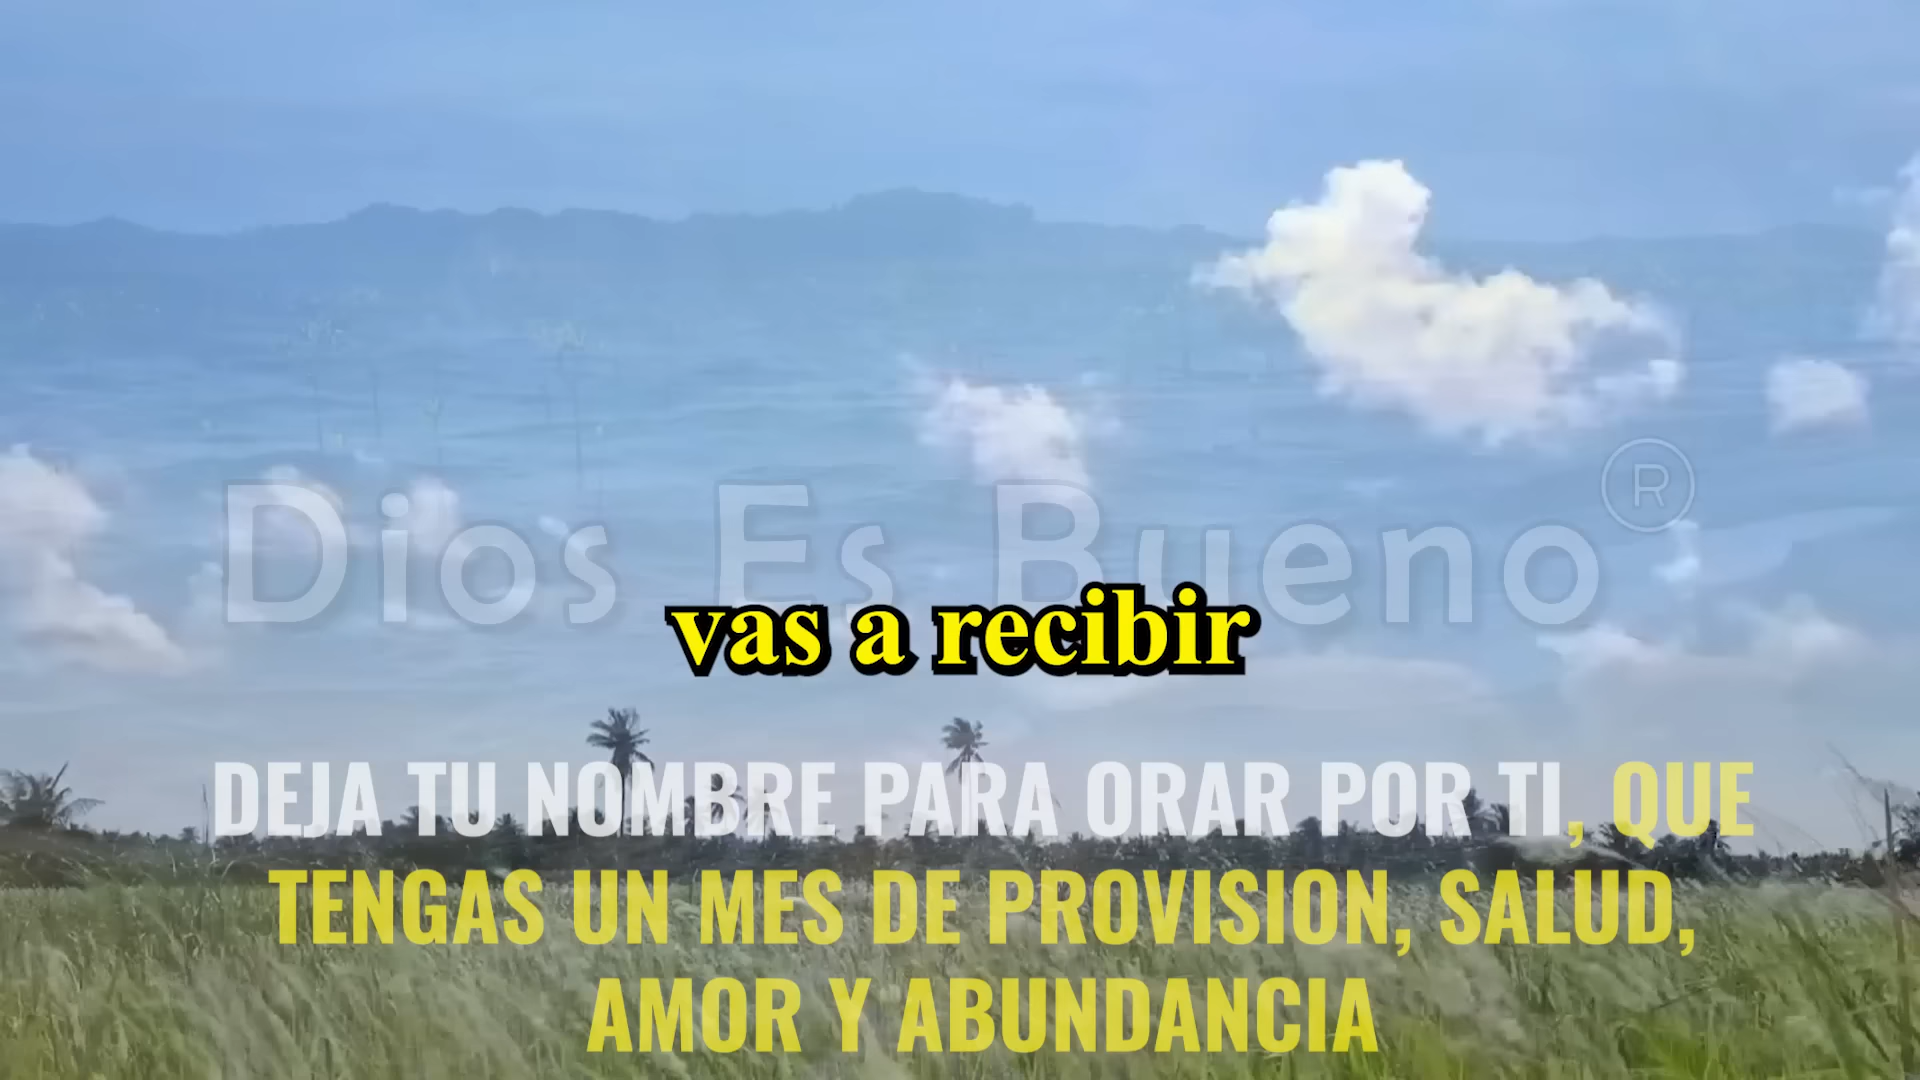 Dios Es Bueno®
vas a recibir
DEJA TU NOMBRE PARA ORAR POR TI, QUE
TENGAS UN MES DE PROVISION, SALUD,
AMOR Y ABUNDANCIA